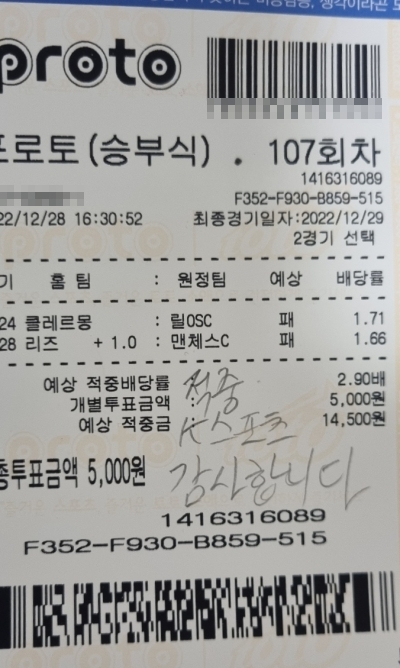 proto
프로토(승부식) . 107회차
1416316089
F352-F930-B859-515
22/12/28 16:30:52 최종경기일자:2022/12/29
2경기 선택
기 홈 팀 : 원정팀 예상 배당률
24 클레르몽 : 릴OSC 패 1.71
28 리즈 + 1.0 : 맨체스C 패 1.66
예상 적중배당률 2.90배
개별투표금액 : 5,000원
예상 적중금 14,500원
적중
K스포츠
감사합니다
총투표금액 5,000원
1416316089
F352-F930-B859-515